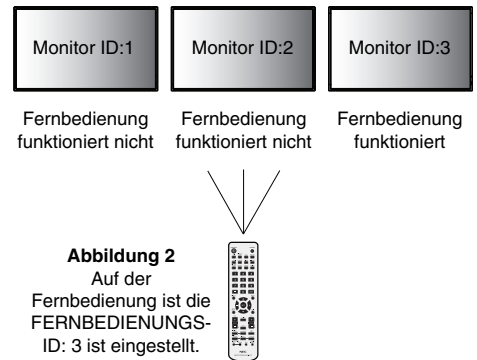 Monitor ID:1
Monitor ID:2
Monitor ID:3
Fernbedienung
funktioniert nicht
Fernbedienung
funktioniert nicht
Fernbedienung
funktioniert
Abbildung 2
Auf der
Fernbedienung ist die
FERNBEDIENUNGS-
ID: 3 ist eingestellt.